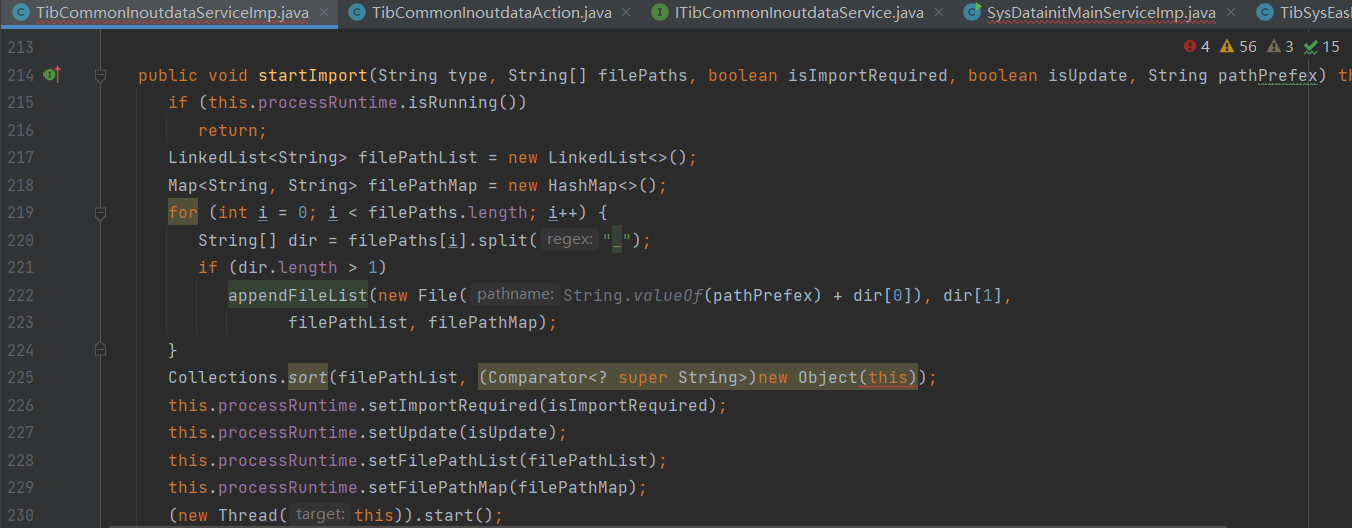 TibCommonInoutdataServiceImp.java × TibCommonInoutdataAction.java × ITibCommonInoutdataService.java × SysDatainitMainServiceImp.java × TibSysEasl
213 4 56 3 15
214 public void startImport(String type, String[] filePaths, boolean isImportRequired, boolean isUpdate, String pathPrefex) th
215 if (this.processRuntime.isRunning())
216 return;
217 LinkedList<String> filePathList = new LinkedList<>();
218 Map<String, String> filePathMap = new HashMap<>();
219 for (int i = 0; i < filePaths.length; i++) {
220 String[] dir = filePaths[i].split( regex: "_");
221 if (dir.length > 1)
222 appendFileList(new File( pathname: String.valueOf(pathPrefex) + dir[0]), dir[1],
223 filePathList, filePathMap);
224 }
225 Collections.sort(filePathList, (Comparator<? super String>)new Object(this));
226 this.processRuntime.setImportRequired(isImportRequired);
227 this.processRuntime.setUpdate(isUpdate);
228 this.processRuntime.setFilePathList(filePathList);
229 this.processRuntime.setFilePathMap(filePathMap);
230 (new Thread( target: this)).start();